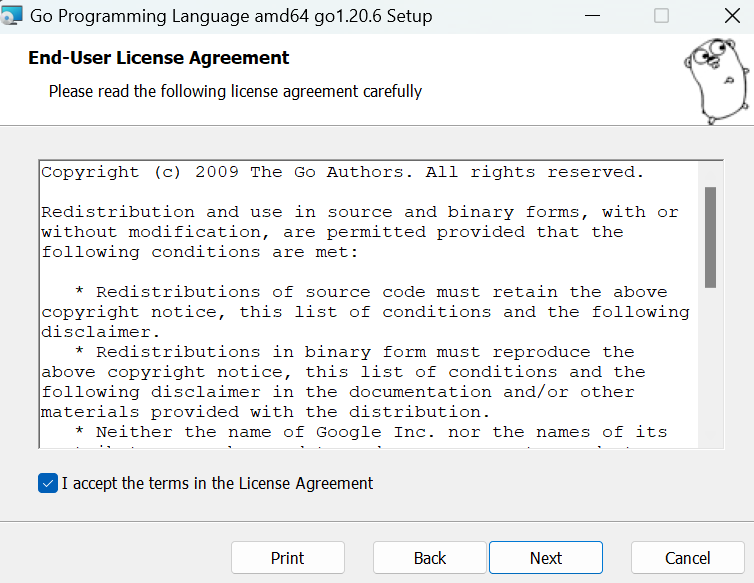 Go Programming Language amd64 go1.20.6 Setup
End-User License Agreement
Please read the following license agreement carefully
Copyright (c) 2009 The Go Authors. All rights reserved.
Redistribution and use in source and binary forms, with or
without modification, are permitted provided that the
following conditions are met:
* Redistributions of source code must retain the above
copyright notice, this list of conditions and the following
disclaimer.
* Redistributions in binary form must reproduce the
above copyright notice, this list of conditions and the
following disclaimer in the documentation and/or other
materials provided with the distribution.
* Neither the name of Google Inc. nor the names of its
I accept the terms in the License Agreement
Print Back Next Cancel